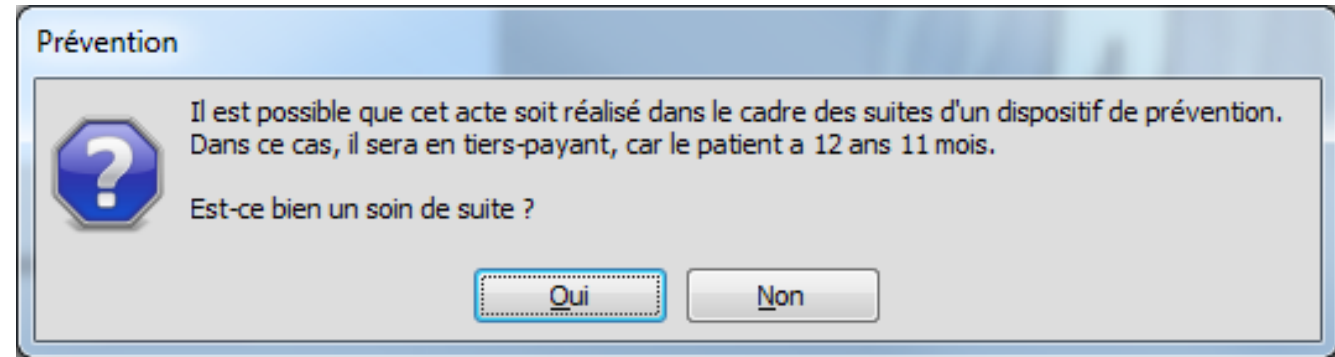 Prévention
Il est possible que cet acte soit réalisé dans le cadre des suites d'un dispositif de prévention.
Dans ce cas, il sera en tiers-payant, car le patient a 12 ans 11 mois.
Est-ce bien un soin de suite ?
Oui
Non